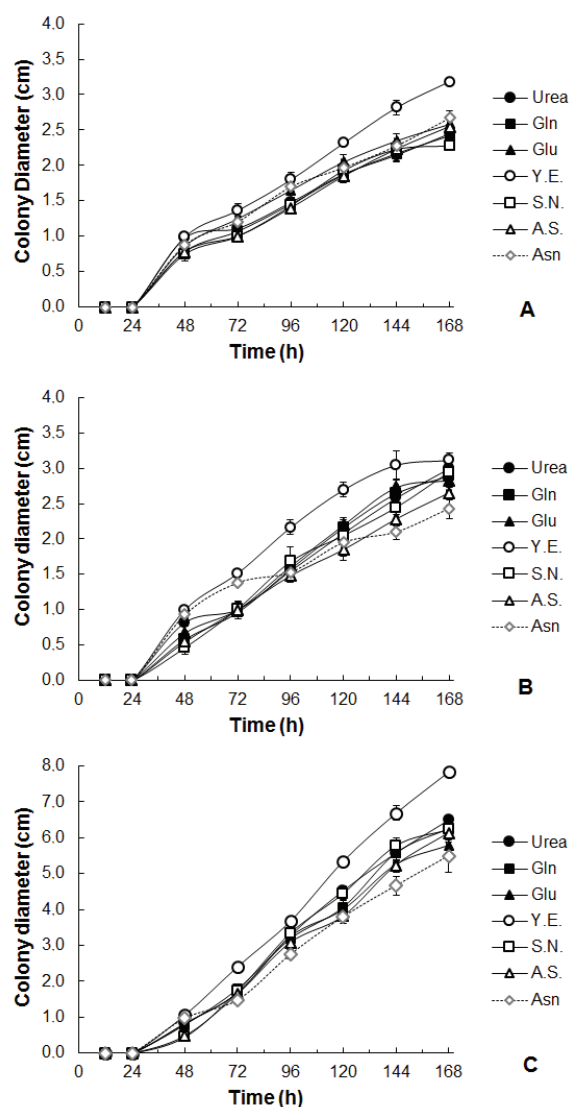 4.0
3.5
3.0
2.5
2.0
1.5
1.0
0.5
0.0
Colony Diameter (cm)
0 24 48 72 96 120 144 168
Time (h)
Urea
Gln
Glu
Y.E.
S.N.
A.S.
Asn
A
4.0
3.5
3.0
2.5
2.0
1.5
1.0
0.5
0.0
Colony diameter (cm)
0 24 48 72 96 120 144 168
Time (h)
Urea
Gln
Glu
Y.E.
S.N.
A.S.
Asn
B
8.0
7.0
6.0
5.0
4.0
3.0
2.0
1.0
0.0
Colony diameter (cm)
0 24 48 72 96 120 144 168
Time (h)
Urea
Gln
Glu
Y.E.
S.N.
A.S.
Asn
C